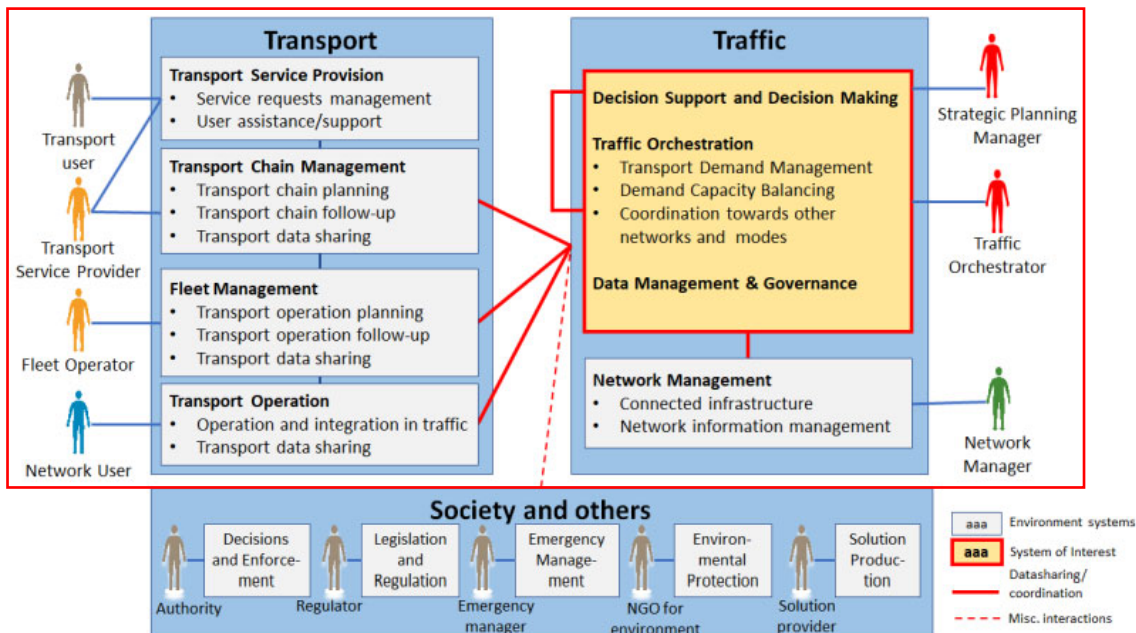 Transport
Transport Service Provision
• Service requests management
• User assistance/support
Transport Chain Management
• Transport chain planning
• Transport chain follow-up
• Transport data sharing
Fleet Management
• Transport operation planning
• Transport operation follow-up
• Transport data sharing
Transport Operation
• Operation and integration in traffic
• Transport data sharing
Transport
user
Transport
Service Provider
Fleet Operator
Network User
Traffic
Decision Support and Decision Making
Traffic Orchestration
• Transport Demand Management
• Demand Capacity Balancing
• Coordination towards other
networks and modes
Data Management & Governance
Network Management
• Connected infrastructure
• Network information management
Strategic Planning
Manager
Traffic
Orchestrator
Network
Manager
Society and others
Authority
Decisions
and Enforce-
ment
Regulator
Legislation
and
Regulation
Emergency
manager
Emergency
Manage-
ment
NGO for
environment
Environ-
mental
Protection
Solution
provider
Solution
Produc-
tion
aaa Environment systems
aaa System of Interest
Datasharing/
coordination
Misc. interactions